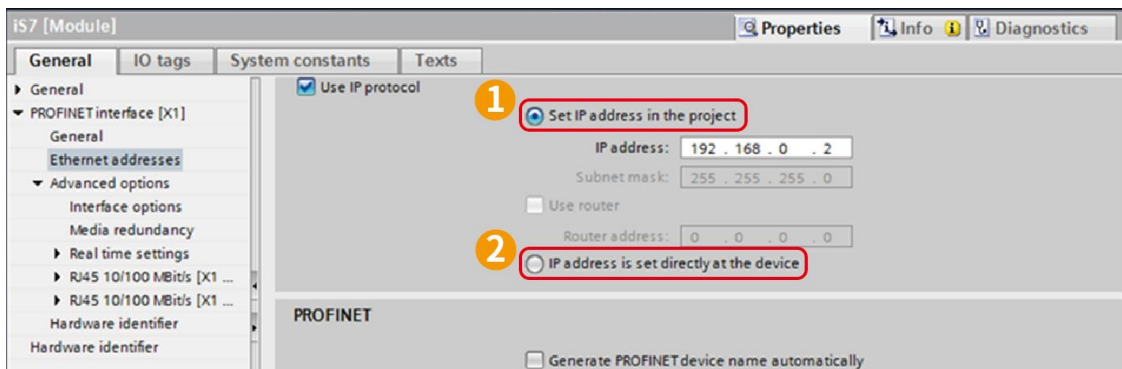 iS7 [Module]
Properties
Info
Diagnostics
General
IO tags
System constants
Texts
General
PROFINET interface [X1]
General
Ethernet addresses
Advanced options
Interface options
Media redundancy
Real time settings
RJ45 10/100 MBit/s [X1 ...
RJ45 10/100 MBit/s [X1 ...
Hardware identifier
Hardware identifier
Use IP protocol
1
Set IP address in the project
IP address: 192 . 168 . 0 . 2
Subnet mask: 255 . 255 . 255 . 0
Use router
Router address: 0 . 0 . 0 . 0
2
IP address is set directly at the device
PROFINET
Generate PROFINET device name automatically